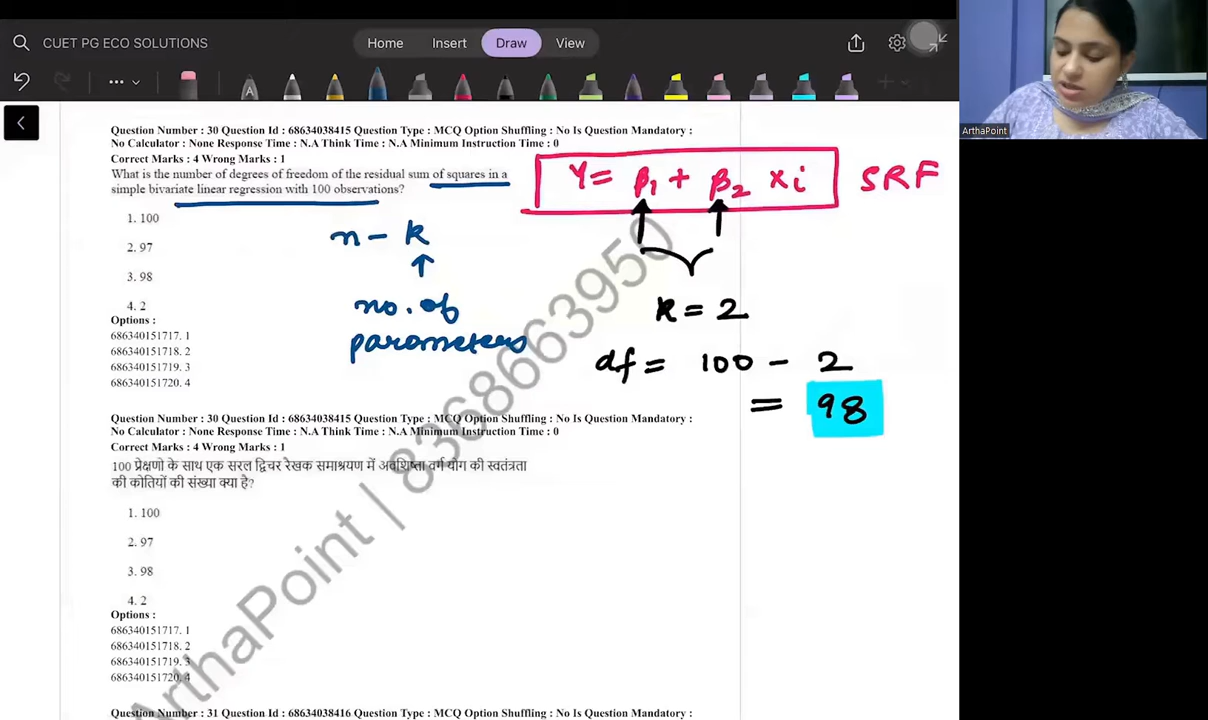 CUET PG ECO SOLUTIONS
Home Insert Draw View
Question Number : 30 Question Id : 68634038415 Question Type : MCQ Option Shuffling : No Is Question Mandatory :
No Calculator : None Response Time : N.A Think Time : N.A Minimum Instruction Time : 0
Correct Marks : 4 Wrong Marks : 1
What is the number of degrees of freedom of the residual sum of squares in a
simple bivariate linear regression with 100 observations?
1. 100
2. 97
3. 98
4. 2
Options :
686340151717. 1
686340151718. 2
686340151719. 3
686340151720. 4
n - k
no. of
parameters
Y = β1 + β2 Xi SRF
k = 2
df = 100 - 2
= 98
Question Number : 30 Question Id : 68634038415 Question Type : MCQ Option Shuffling : No Is Question Mandatory :
No Calculator : None Response Time : N.A Think Time : N.A Minimum Instruction Time : 0
Correct Marks : 4 Wrong Marks : 1
100 प्रेक्षणो के साथ एक सरल द्विचर रेखक समाश्रयण में अवशिष्ता वर्ग योग की स्वतंत्रता
की कोतियों की संख्या क्या है?
1. 100
2. 97
3. 98
4. 2
Options :
686340151717. 1
686340151718. 2
686340151719. 3
686340151720. 4
Question Number : 31 Question Id : 68634038416 Question Type : MCQ Option Shuffling : No Is Question Mandatory :
ArthaPoint | 8368663950
ArthaPoint